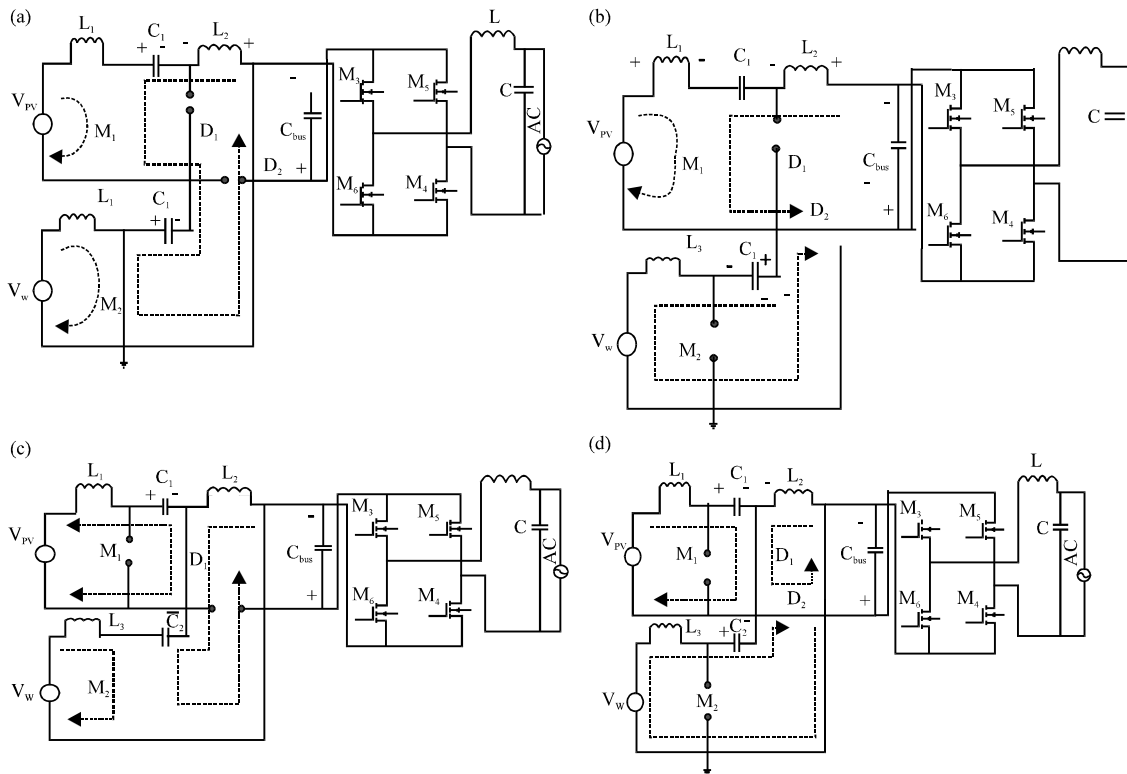 (a)
L1
C1
L2
L
+ - - +
VPV
M1
D1
D2
-
Cbus
+
M3
M5
M6
M4
C
AC
L1
C1
+ -
Vw
M2
(b)
L1
C1
L2
+ - - +
VPV
M1
D1
D2
-
Cbus
-
+
M3
M5
M6
M4
C
L3
C1
- +
- -
Vw
M2
(c)
L1
C1
L2
+ -
VPV
M1
D1
-
Cbus
+
M3
M5
M6
M4
C
AC
L3
C2
-
VW
M2
(d)
L1
C1
L2
L
+ - - +
VPV
M1
D1
D2
-
Cbus
+
M3
M5
M6
M4
C
AC
L3
+ C2 -
VW
M2